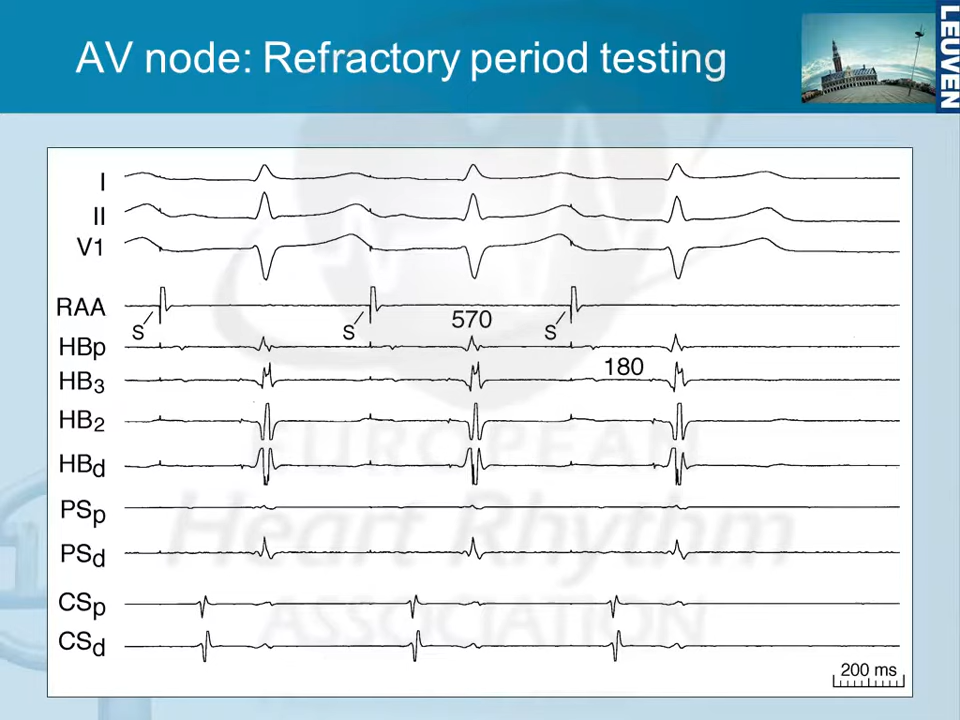 AV node: Refractory period testing
LEUVEN
I
II
V1
RAA
S
S
570
S
HBp
HB3
180
HB2
HBd
PSp
PSd
CSp
CSd
200 ms
EUROPEAN
Heart Rhythm
ASSOCIATION